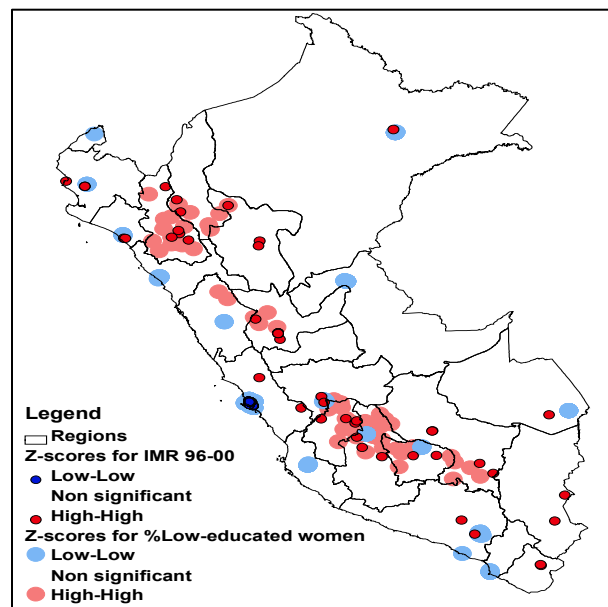 Legend
Regions
Z-scores for IMR 96-00
Low-Low
Non significant
High-High
Z-scores for %Low-educated women
Low-Low
Non significant
High-High